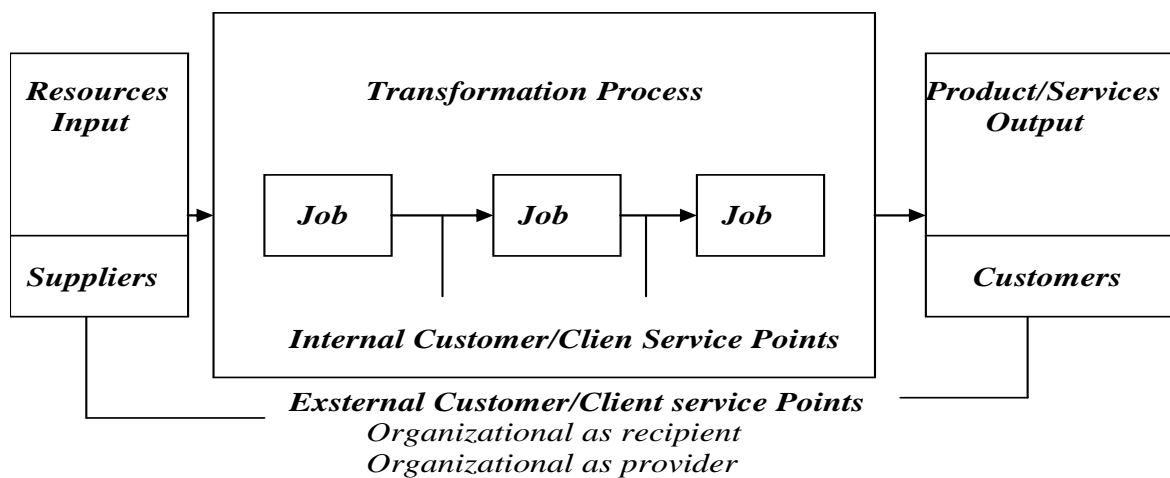 Resources
Input
Suppliers
Transformation Process
Job
Job
Job
Internal Customer/Clien Service Points
Product/Services
Output
Customers
Exsternal Customer/Client service Points
Organizational as recipient
Organizational as provider